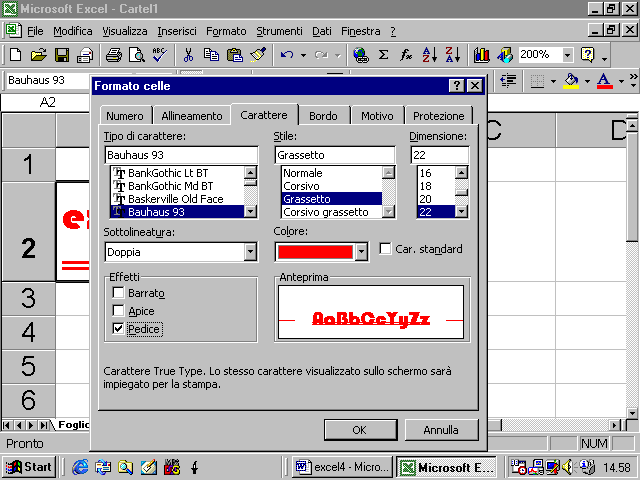 Microsoft Excel - Cartel1
File Modifica Visualizza Inserisci Formato Strumenti Dati Finestra ?
200%
Bauhaus 93
A2
Formato celle
Numero Allineamento Carattere Bordo Motivo Protezione
Tipo di carattere: Stile: Dimensione:
Bauhaus 93 Grassetto 22
BankGothic Lt BT Normale 16
BankGothic Md BT Corsivo 18
Baskerville Old Face Grassetto 20
Bauhaus 93 Corsivo grassetto 22
Sottolineatura: Colore:
Doppia Car. standard
Effetti Anteprima
Barrato
Apice
Pedice
AaBbCcYyZz
Carattere True Type. Lo stesso carattere visualizzato sullo schermo sarà
impiegato per la stampa.
OK Annulla
C D
1
2
3
4
5
6
Foglio
Pronto NUM
Start excel4 - Micro... Microsoft E... 14.58